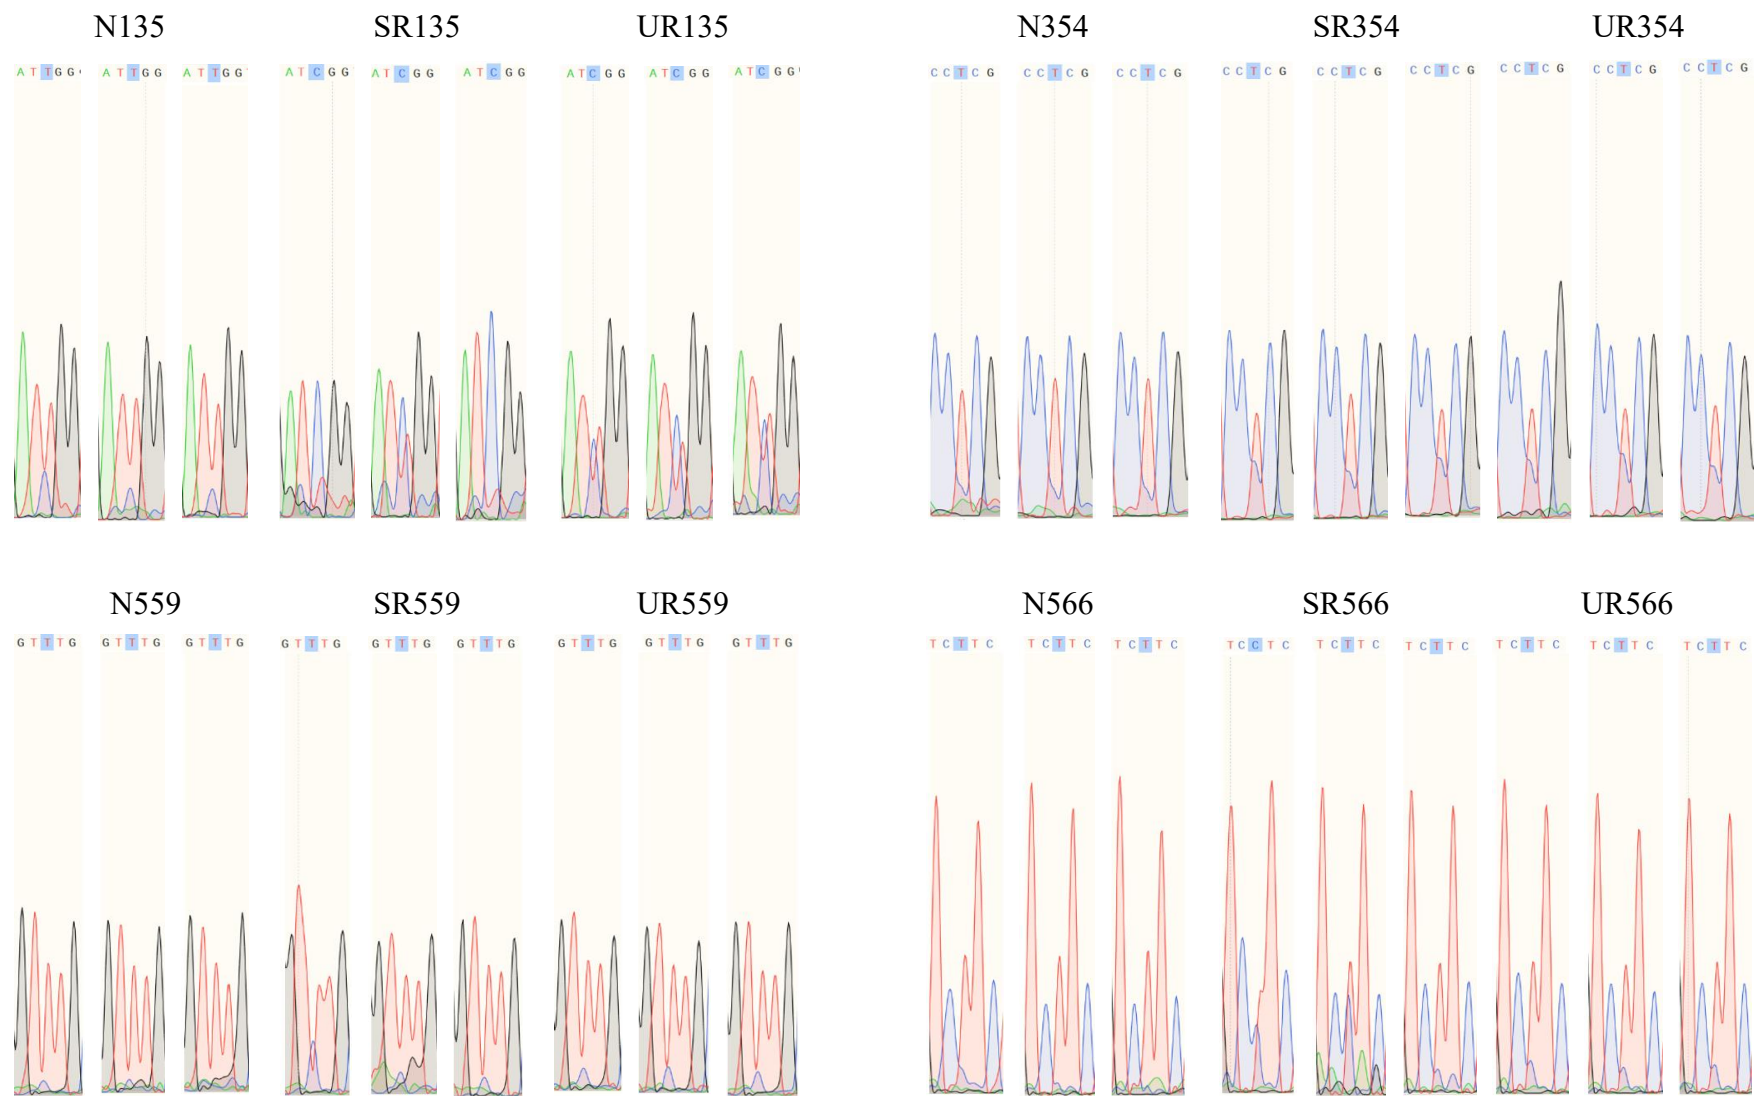 N135 SR135 UR135 N354 SR354 UR354
ATTGG ATTGG ATTGG ATCGG ATCGG ATCGG ATCGG ATCGG ATCGG CCTCG CCTCG CCTCG CCTCG CCTCG CCTCG CCTCG CCTCG CCTCG
N559 SR559 UR559 N566 SR566 UR566
GTTTG GTTTG GTTTG GTTTG GTTTG GTTTG GTTTG GTTTG GTTTG TCTTC TCTTC TCTTC TCCTC TCTTC TCTTC TCTTC TCTTC TCTTC